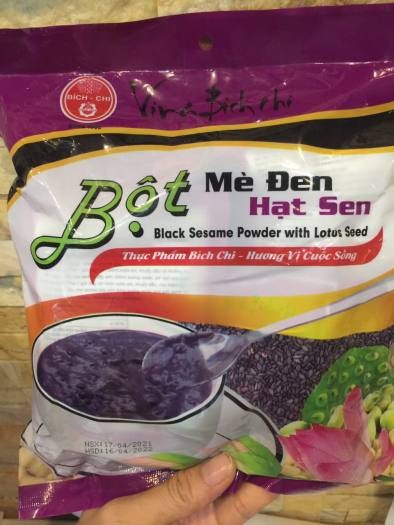 BÍCH - CHI
Vina Bich chi
Bột Mè Đen
Hạt Sen
Black Sesame Powder with Lotus Seed
Thực Phẩm Bích Chi - Hương Vị Cuộc Sống
NSX:17/04/2021
HSD:16/04/2022